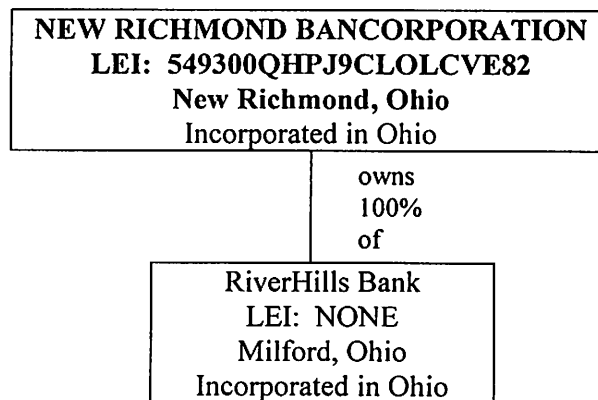 NEW RICHMOND BANCORPORATION
LEI: 549300QHPJ9CLOLCVE82
New Richmond, Ohio
Incorporated in Ohio
owns
100%
of
RiverHills Bank
LEI: NONE
Milford, Ohio
Incorporated in Ohio